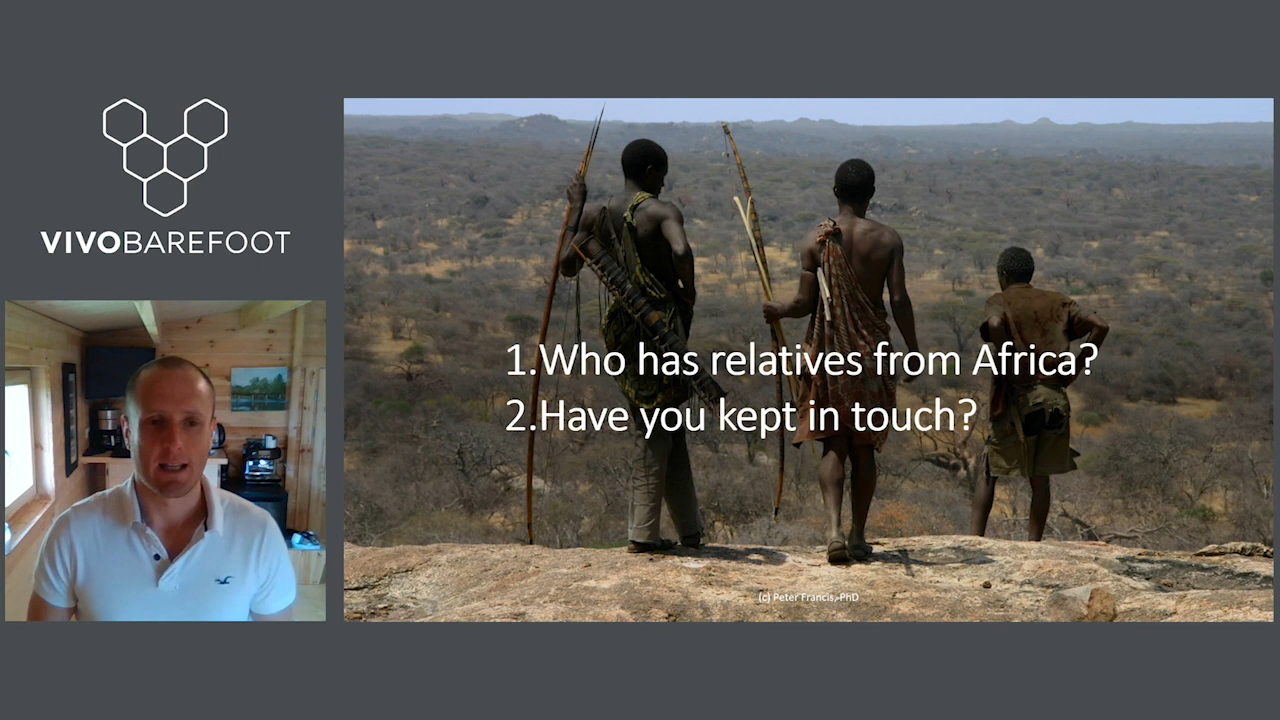 VIVOBAREFOOT
1.Who has relatives from Africa?
2.Have you kept in touch?
(c) Peter Francis, PhD